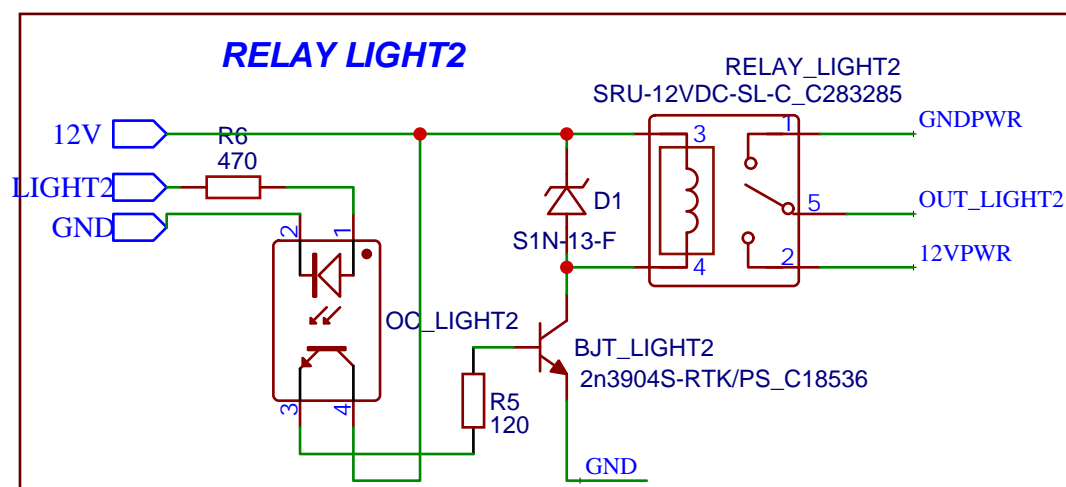 RELAY LIGHT2
RELAY_LIGHT2
SRU-12VDC-SL-C_C283285
12V
R6
470
LIGHT2
GND
3
4
1
5
2
GNDPWR
OUT_LIGHT2
12VPWR
D1
S1N-13-F
2
1
OC_LIGHT2
3
4
R5
120
BJT_LIGHT2
2n3904S-RTK/PS_C18536
GND